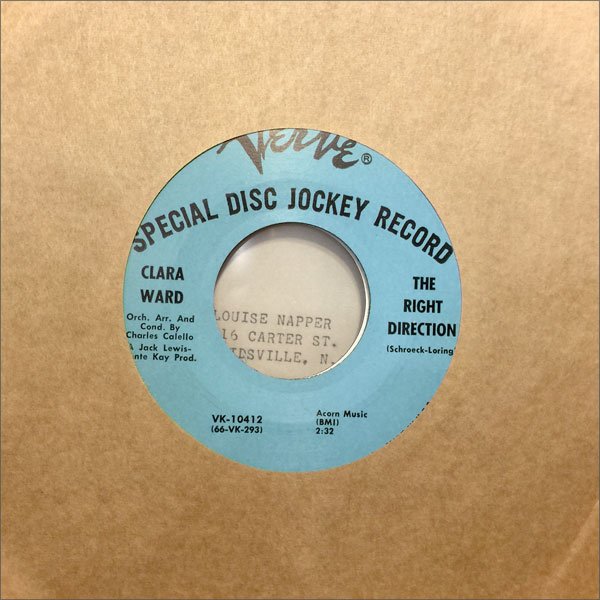 Verve®
SPECIAL DISC JOCKEY RECORD
CLARA
WARD
Orch. Arr. And
Cond. By
Charles Calello
A Jack Lewis-
nte Kay Prod.
THE
RIGHT
DIRECTION
(Schroeck-Loring)
LOUISE NAPPER
16 CARTER ST.
IDSVILLE, N.
VK-10412
(66-VK-293)
Acorn Music
(BMI)
2:32